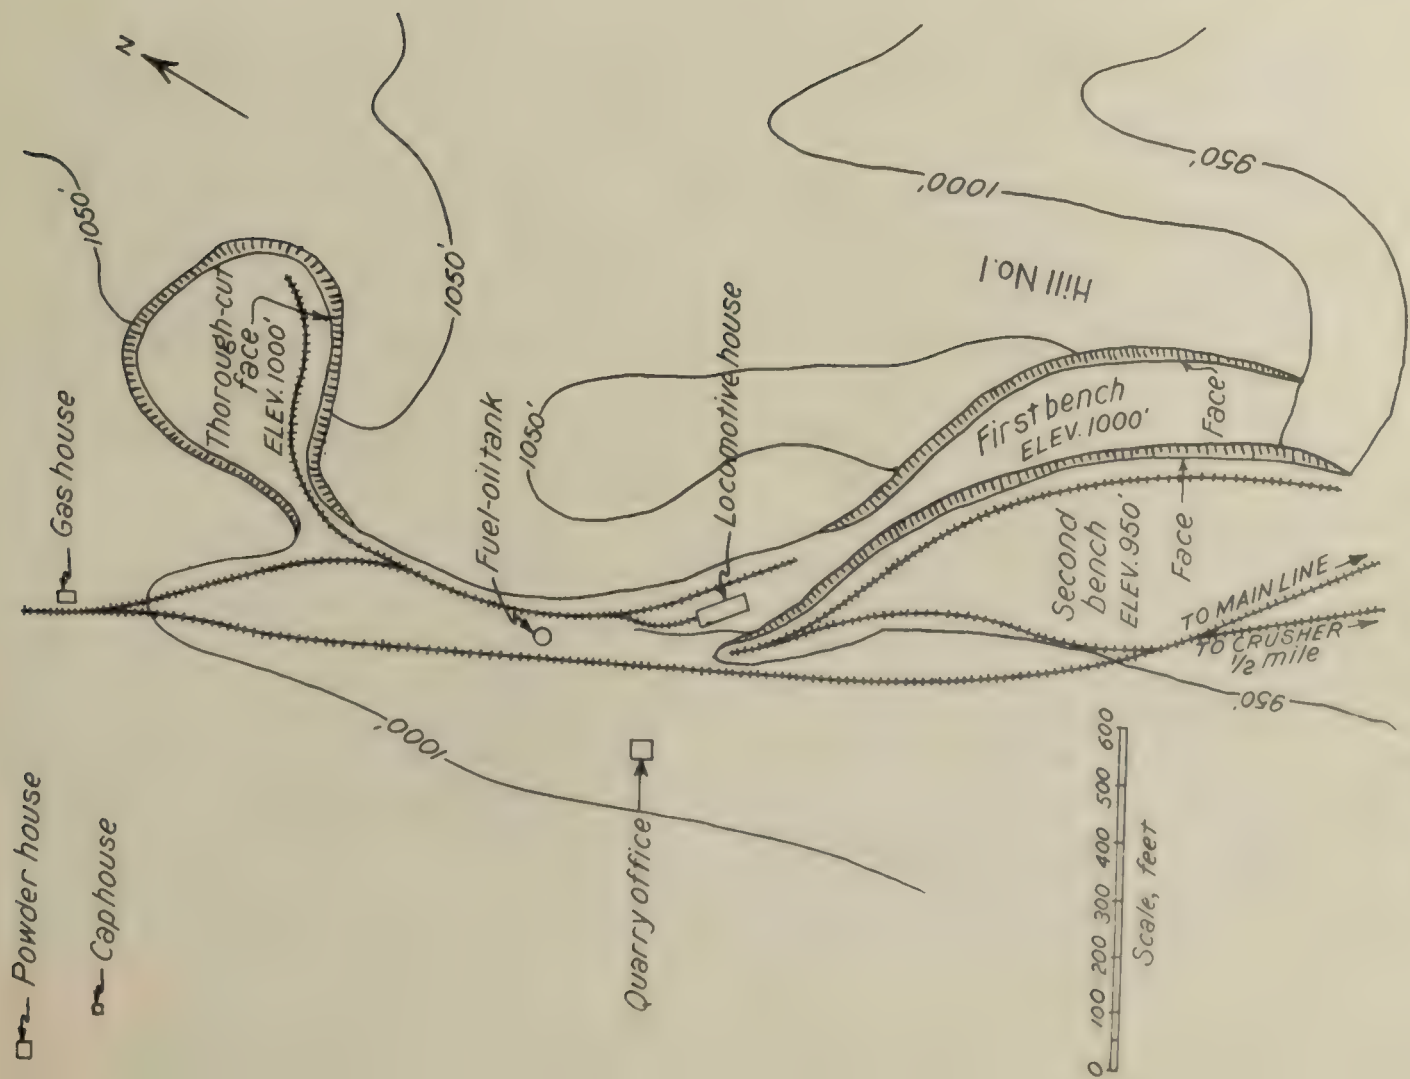 N
1050'
Gas house
Thorough-cut
face
ELEV. 1000'
1050'
Fuel-oil tank
1050'
Locomotive house
Hill No.1
1000'
950'
First bench
ELEV. 1000'
Face
Second
bench
ELEV. 950'
Face
TO MAIN LINE
TO CRUSHER
1/2 mile
950'
1000'
Powder house
Cap house
Quarry office
0 100 200 300 400 500 600
Scale, feet